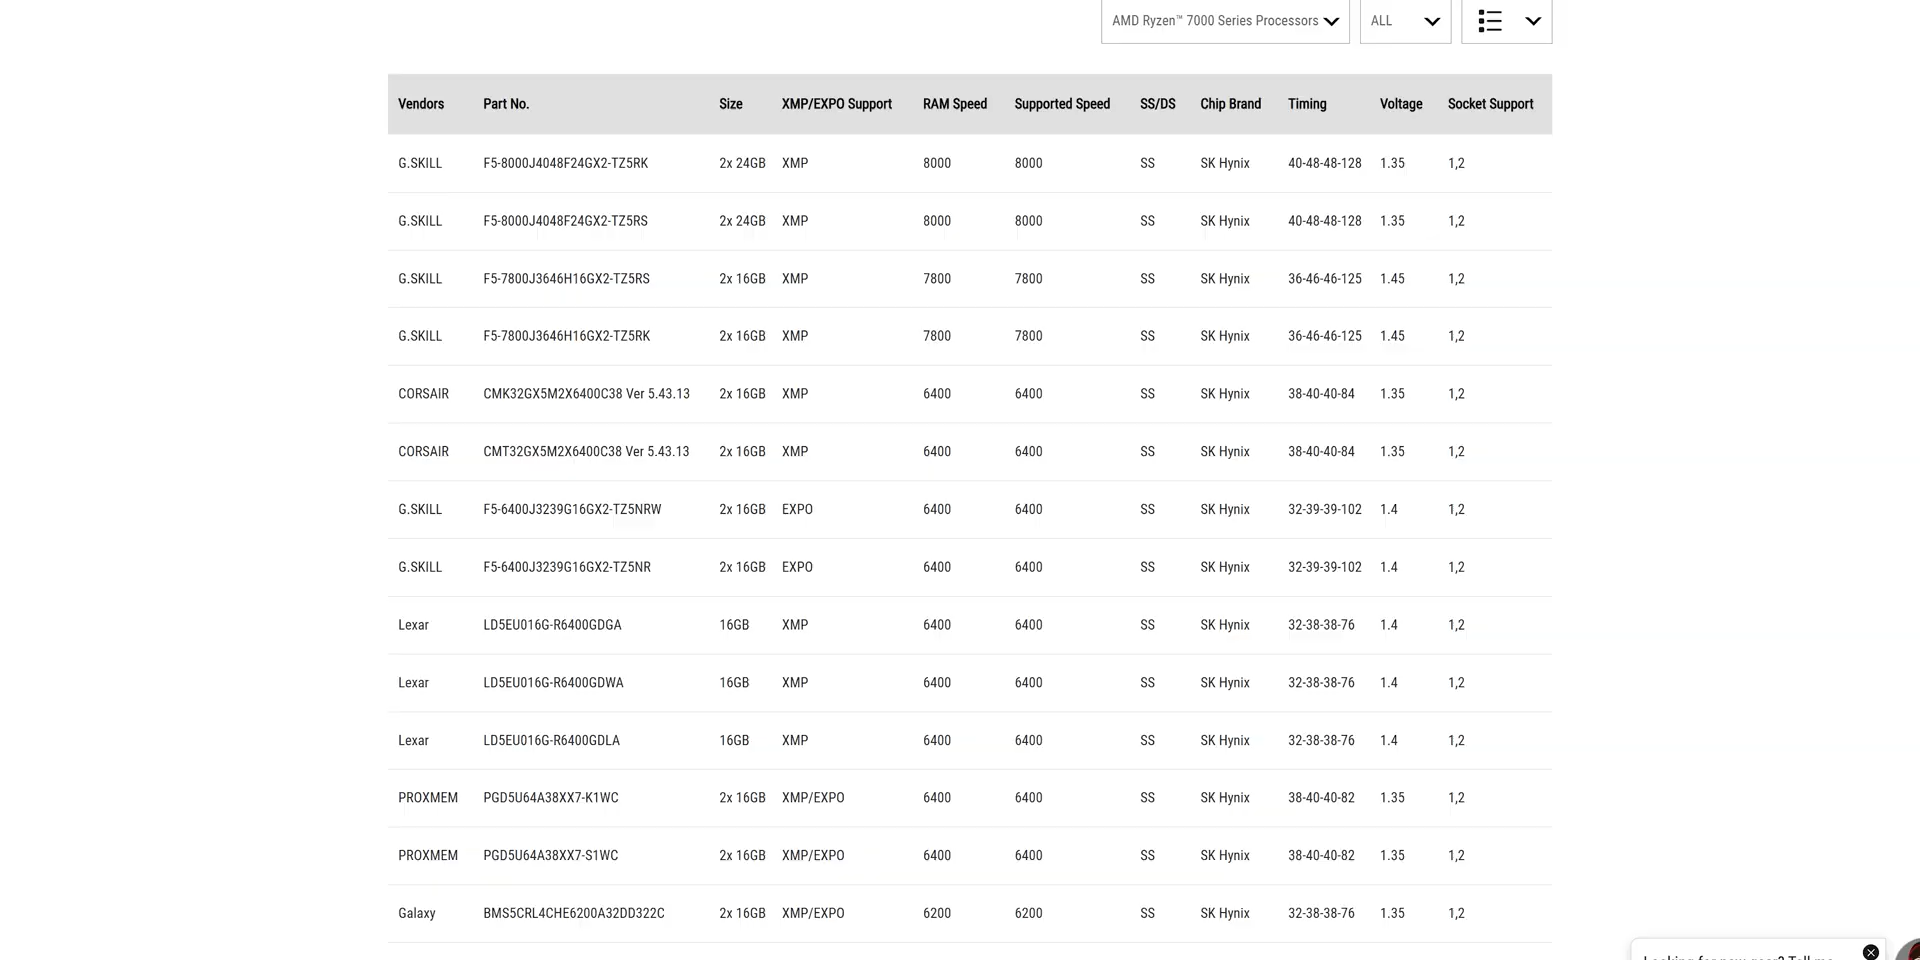 AMD Ryzen™ 7000 Series Processors ALL
Vendors Part No. Size XMP/EXPO Support RAM Speed Supported Speed SS/DS Chip Brand Timing Voltage Socket Support
G.SKILL F5-8000J4048F24GX2-TZ5RK 2x 24GB XMP 8000 8000 SS SK Hynix 40-48-48-128 1.35 1,2
G.SKILL F5-8000J4048F24GX2-TZ5RS 2x 24GB XMP 8000 8000 SS SK Hynix 40-48-48-128 1.35 1,2
G.SKILL F5-7800J3646H16GX2-TZ5RS 2x 16GB XMP 7800 7800 SS SK Hynix 36-46-46-125 1.45 1,2
G.SKILL F5-7800J3646H16GX2-TZ5RK 2x 16GB XMP 7800 7800 SS SK Hynix 36-46-46-125 1.45 1,2
CORSAIR CMK32GX5M2X6400C38 Ver 5.43.13 2x 16GB XMP 6400 6400 SS SK Hynix 38-40-40-84 1.35 1,2
CORSAIR CMT32GX5M2X6400C38 Ver 5.43.13 2x 16GB XMP 6400 6400 SS SK Hynix 38-40-40-84 1.35 1,2
G.SKILL F5-6400J3239G16GX2-TZ5NRW 2x 16GB EXPO 6400 6400 SS SK Hynix 32-39-39-102 1.4 1,2
G.SKILL F5-6400J3239G16GX2-TZ5NR 2x 16GB EXPO 6400 6400 SS SK Hynix 32-39-39-102 1.4 1,2
Lexar LD5EU016G-R6400GDGA 16GB XMP 6400 6400 SS SK Hynix 32-38-38-76 1.4 1,2
Lexar LD5EU016G-R6400GDWA 16GB XMP 6400 6400 SS SK Hynix 32-38-38-76 1.4 1,2
Lexar LD5EU016G-R6400GDLA 16GB XMP 6400 6400 SS SK Hynix 32-38-38-76 1.4 1,2
PROXMEM PGD5U64A38XX7-K1WC 2x 16GB XMP/EXPO 6400 6400 SS SK Hynix 38-40-40-82 1.35 1,2
PROXMEM PGD5U64A38XX7-S1WC 2x 16GB XMP/EXPO 6400 6400 SS SK Hynix 38-40-40-82 1.35 1,2
Galaxy BMS5CRL4CHE6200A32DD322C 2x 16GB XMP/EXPO 6200 6200 SS SK Hynix 32-38-38-76 1.35 1,2
Looking for new gear? Tell me